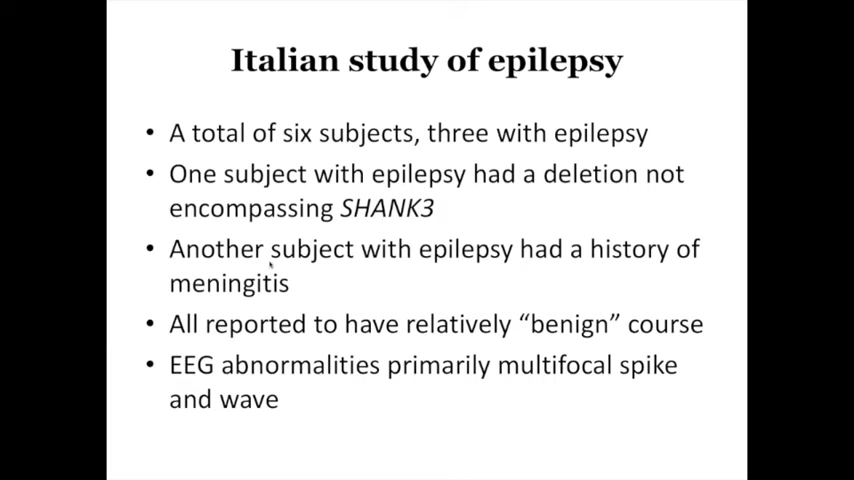 Italian study of epilepsy
• A total of six subjects, three with epilepsy
• One subject with epilepsy had a deletion not
encompassing SHANK3
• Another subject with epilepsy had a history of
meningitis
• All reported to have relatively “benign” course
• EEG abnormalities primarily multifocal spike
and wave